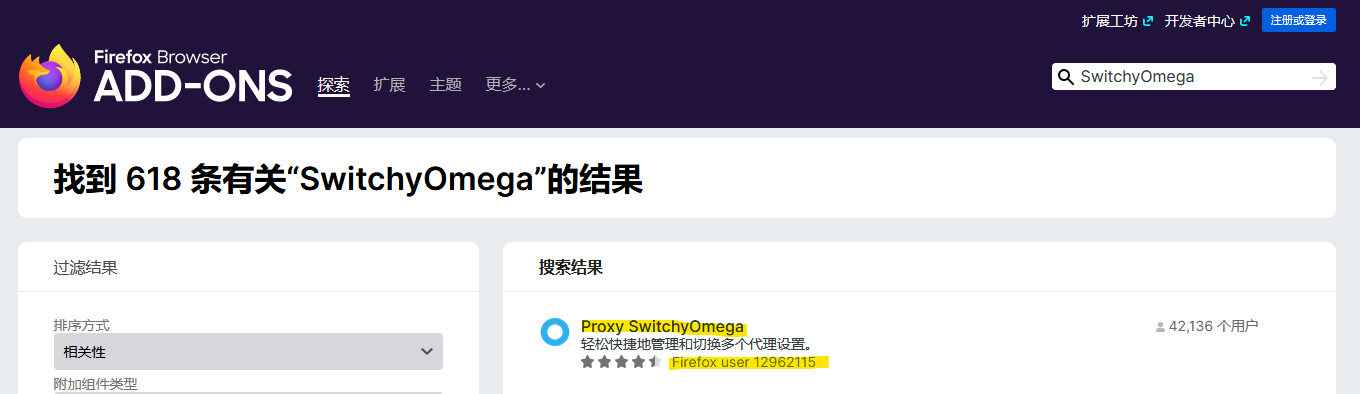 扩展工坊 开发者中心 注册或登录
Firefox Browser
ADD-ONS
探索 扩展 主题 更多...
SwitchyOmega
找到 618 条有关“SwitchyOmega”的结果
过滤结果
排序方式
相关性
附加组件类型
搜索结果
Proxy SwitchyOmega
42,136 个用户
轻松快捷地管理和切换多个代理设置。
Firefox user 12962115